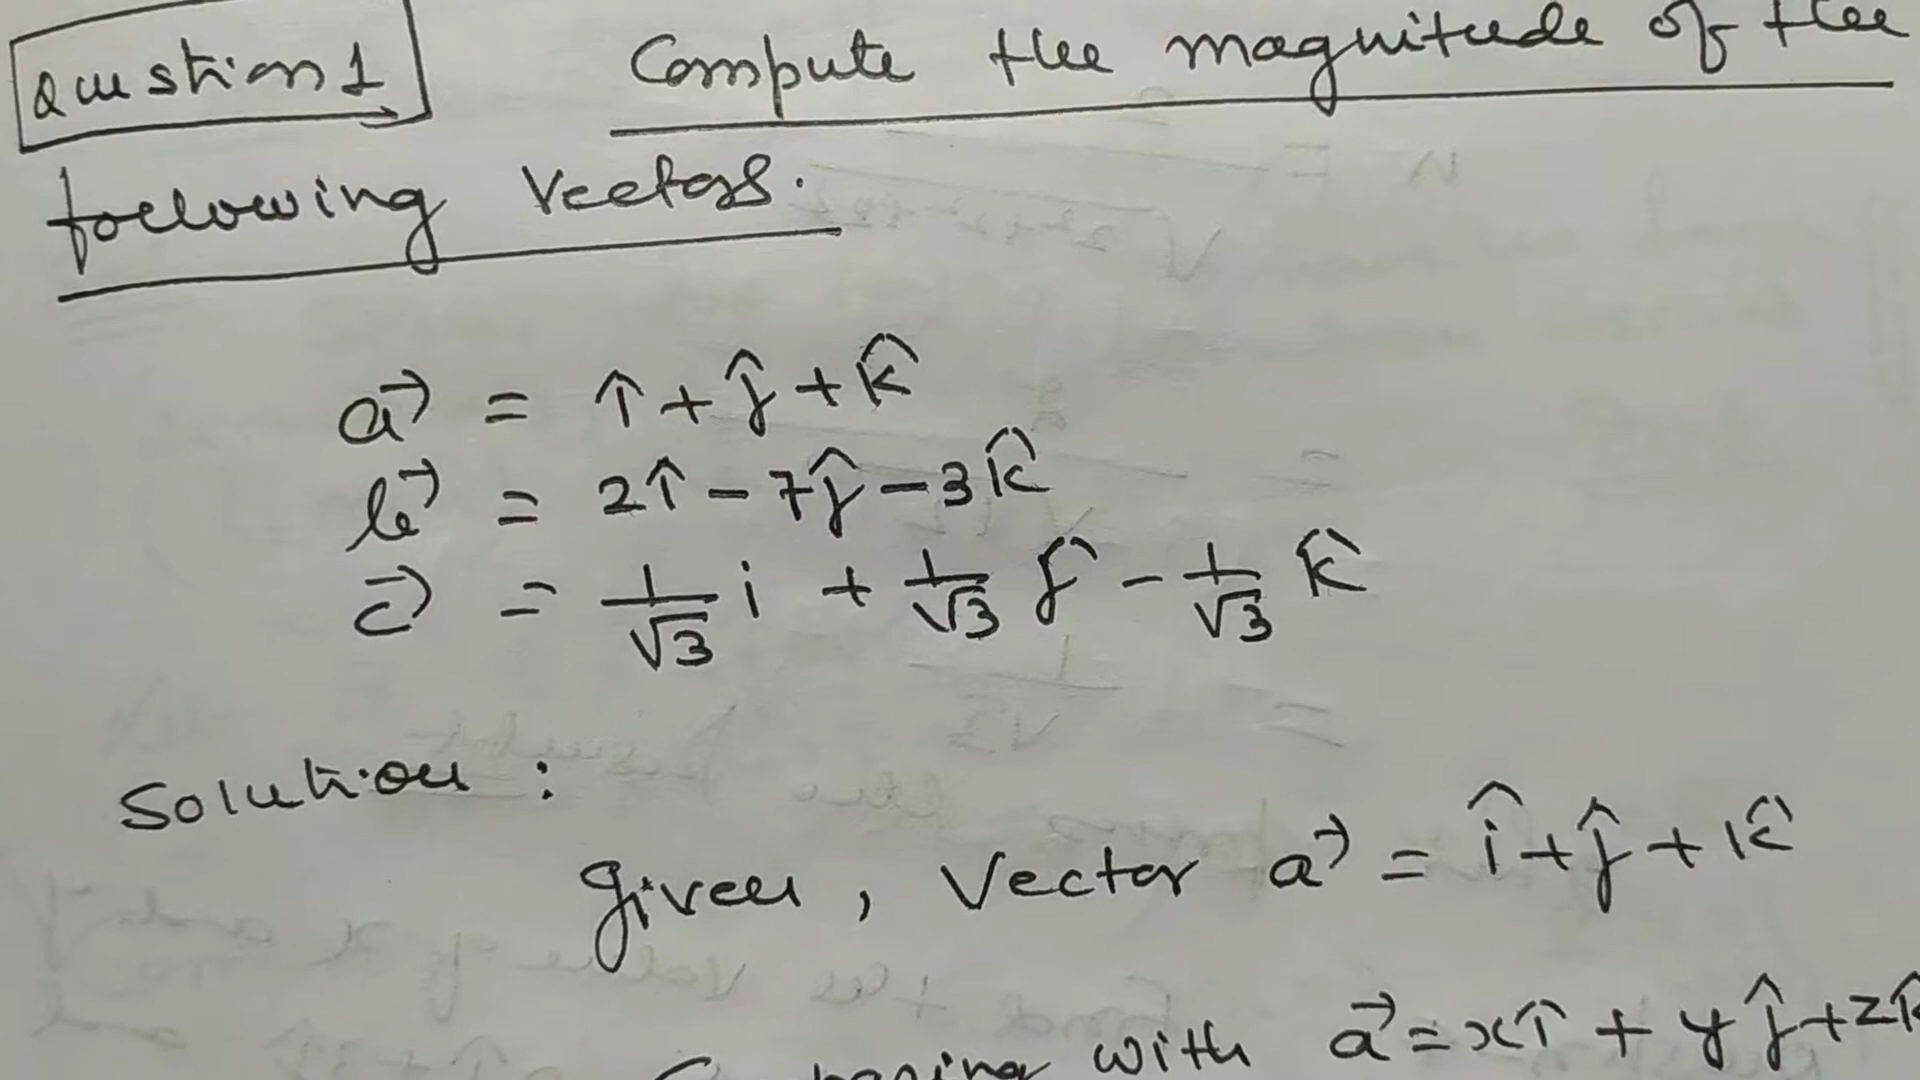 Question 1 Compute the magnitude of the
following Vectors.
a⃗ = î + ĵ + k̂
b⃗ = 2î - 7ĵ - 3k̂
c⃗ = 1/√3 i + 1/√3 ĵ - 1/√3 k̂
Solution :
Given, Vector a⃗ = î + ĵ + k̂
with a⃗ = xî + yĵ + zk̂